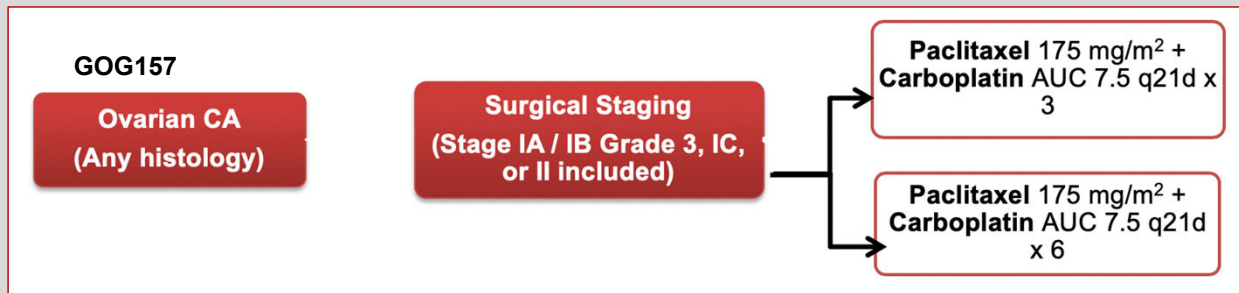 GOG157
Ovarian CA
(Any histology)
Surgical Staging
(Stage IA / IB Grade 3, IC,
or II included)
Paclitaxel 175 mg/m² +
Carboplatin AUC 7.5 q21d x
3
Paclitaxel 175 mg/m² +
Carboplatin AUC 7.5 q21d
x 6